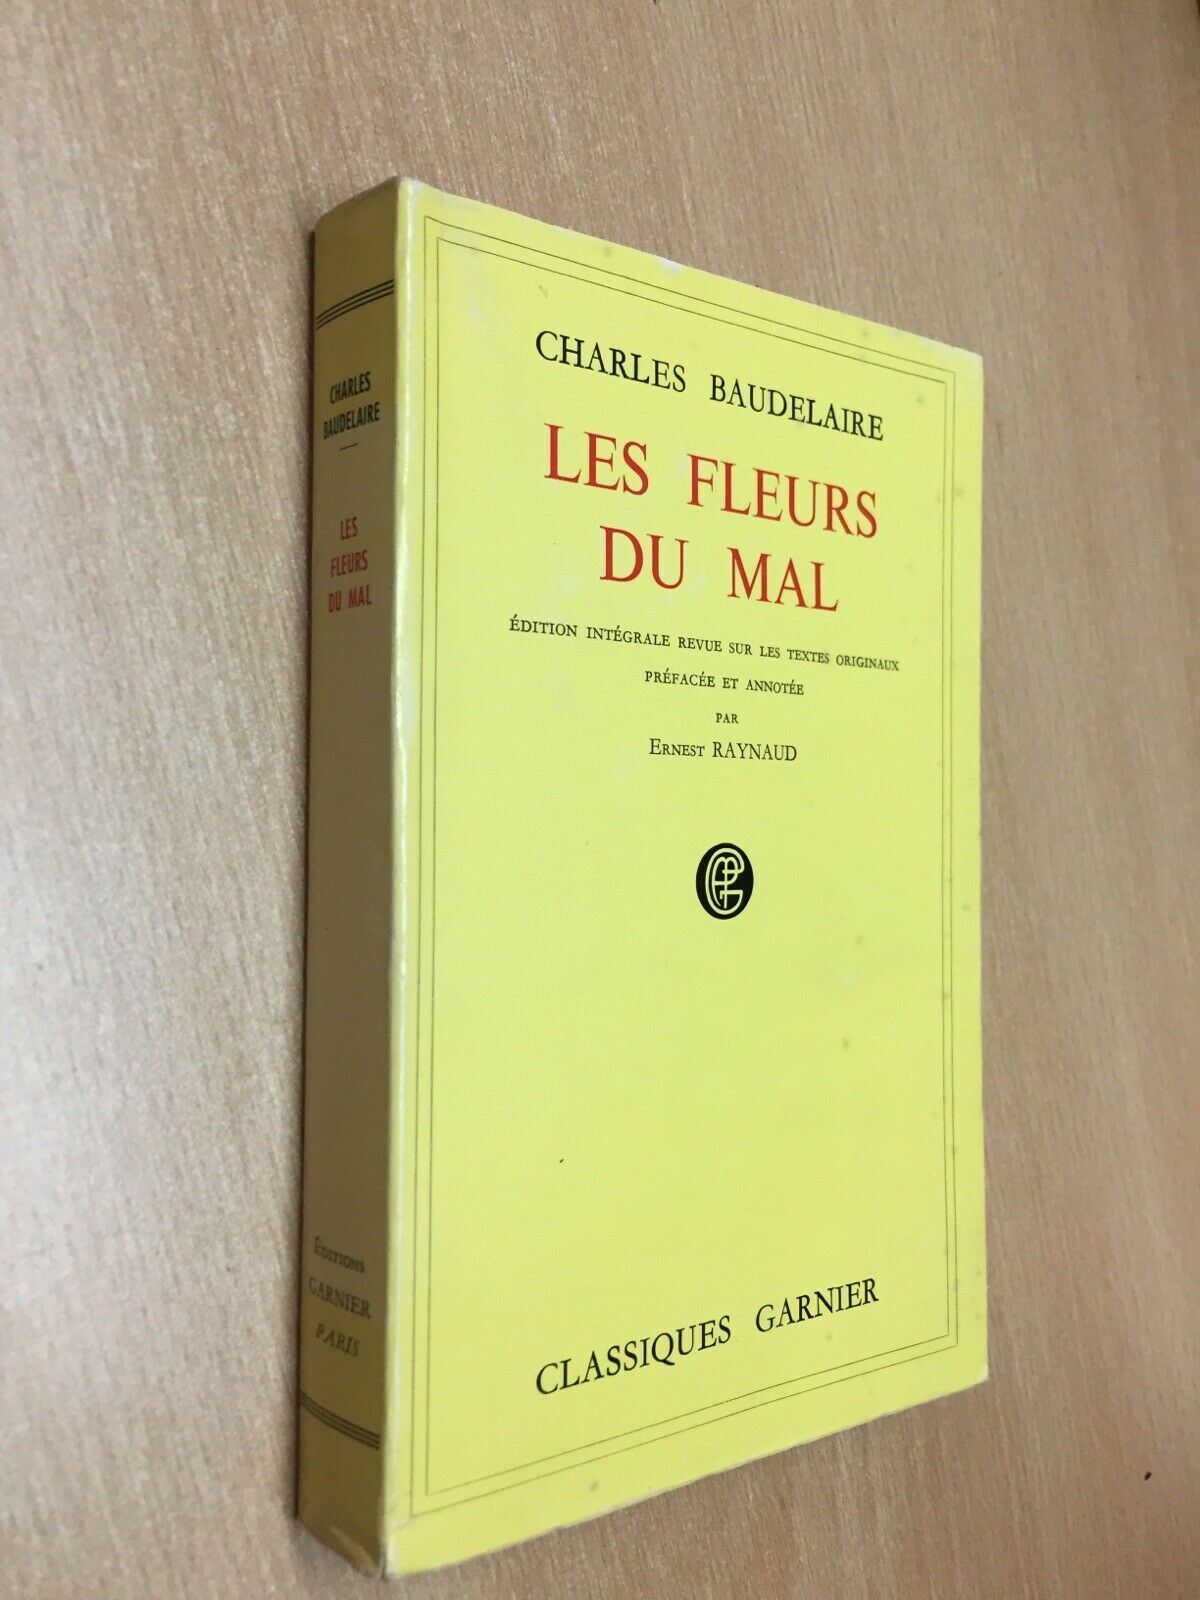 CHARLES
BAUDELAIRE
LES
FLEURS
DU MAL
ÉDITIONS
GARNIER
PARIS
CHARLES BAUDELAIRE
LES FLEURS
DU MAL
ÉDITION INTÉGRALE REVUE SUR LES TEXTES ORIGINAUX
PRÉFACÉE ET ANNOTÉE
PAR
ERNEST RAYNAUD
CLASSIQUES GARNIER